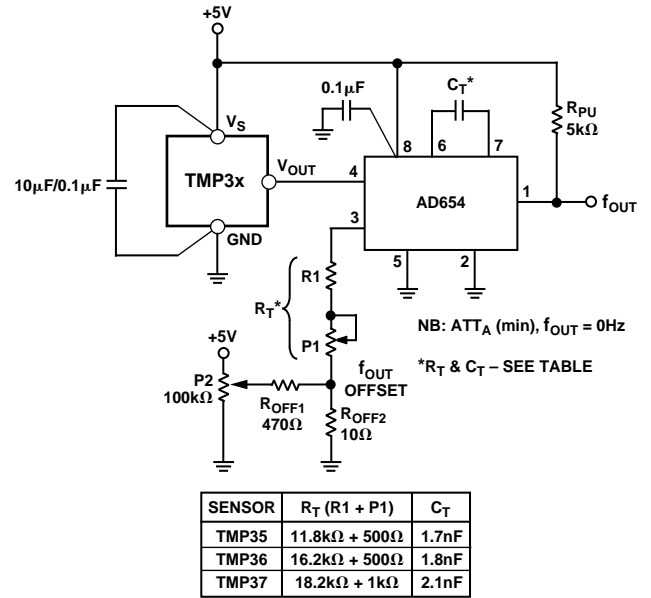 +5V
0.1μF
C_T*
R_PU
5kΩ
V_S
8
6
7
10μF/0.1μF
TMP3x
V_OUT
4
AD654
1
f_OUT
3
GND
5
2
R1
R_T*
P1
NB: ATT_A (min), f_OUT = 0Hz
*R_T & C_T – SEE TABLE
+5V
P2
100kΩ
f_OUT
OFFSET
R_OFF1
470Ω
R_OFF2
10Ω
SENSOR R_T (R1 + P1) C_T
TMP35 11.8kΩ + 500Ω 1.7nF
TMP36 16.2kΩ + 500Ω 1.8nF
TMP37 18.2kΩ + 1kΩ 2.1nF